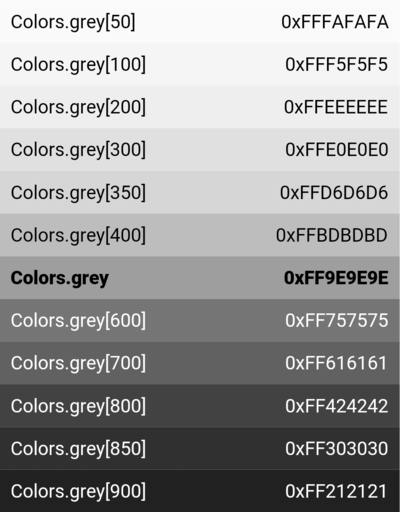 Colors.grey[50] 0xFFFAFAFA
Colors.grey[100] 0xFFF5F5F5
Colors.grey[200] 0xFFEEEEEE
Colors.grey[300] 0xFFE0E0E0
Colors.grey[350] 0xFFD6D6D6
Colors.grey[400] 0xFFBDBDBD
Colors.grey 0xFF9E9E9E
Colors.grey[600] 0xFF757575
Colors.grey[700] 0xFF616161
Colors.grey[800] 0xFF424242
Colors.grey[850] 0xFF303030
Colors.grey[900] 0xFF212121